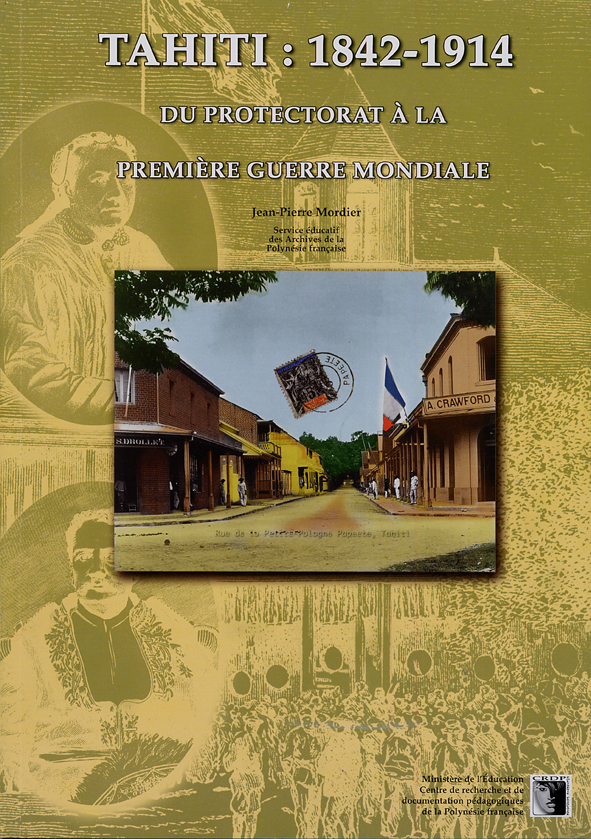 TAHITI : 1842-1914
DU PROTECTORAT À LA
PREMIÈRE GUERRE MONDIALE
Jean-Pierre Mordier
Service éducatif
des Archives de la
Polynésie française
PAPEETE
A. CRAWFORD
S.DROLLET
Rue de la Petite Pologne Papeete, Tahiti
Ministère de l'Éducation
Centre de recherche et de
documentation pédagogiques
de la Polynésie française
CRDP